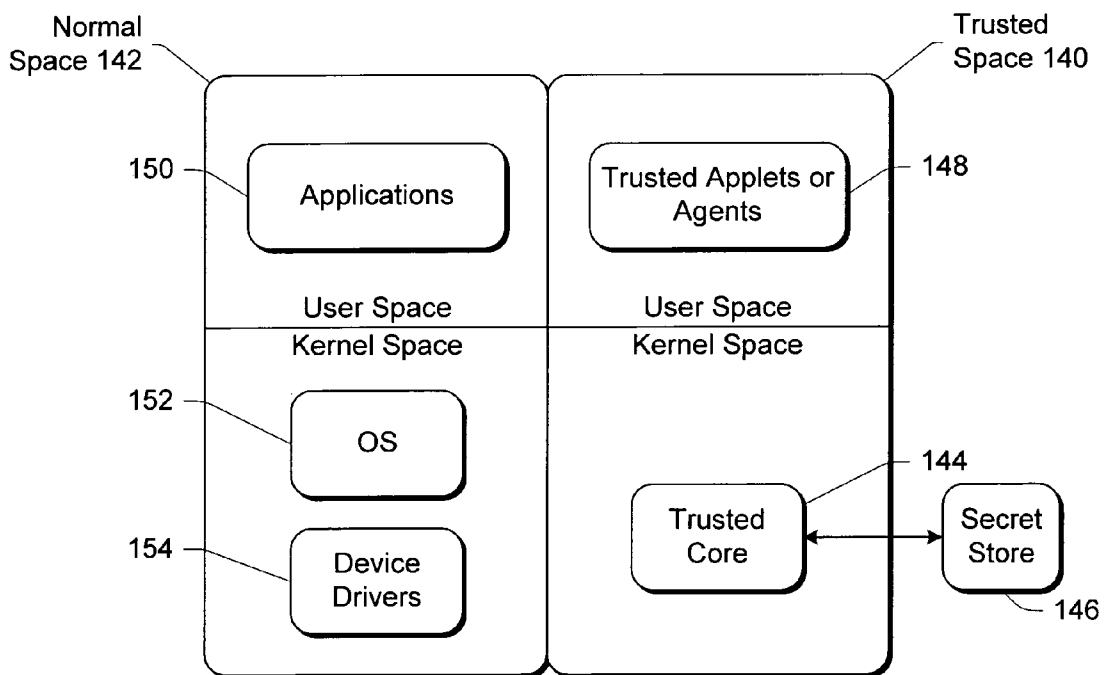 Normal
Space 142
Trusted
Space 140
150
Applications
Trusted Applets or
Agents
148
User Space
User Space
Kernel Space
Kernel Space
152
OS
144
Trusted
Core
Secret
Store
154
Device
Drivers
146